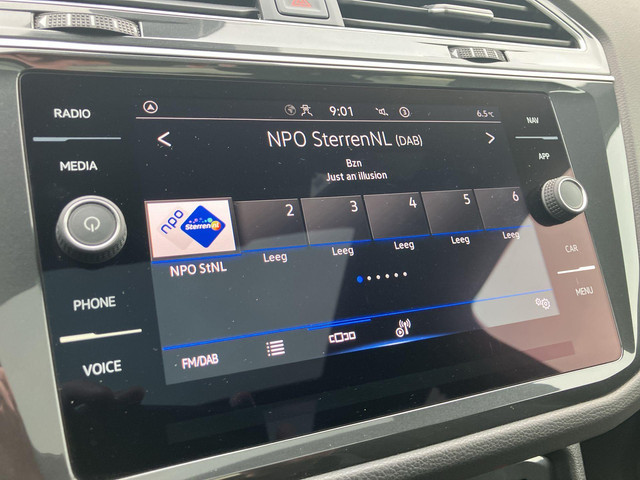 RADIO
MEDIA
PHONE
VOICE
9:01
3
6.5°C
NPO SterrenNL (DAB)
Bzn
Just an illusion
npo
SterrenNL
2
3
4
5
6
NPO StNL
Leeg
Leeg
Leeg
Leeg
Leeg
FM/DAB
NAV
APP
CAR
MENU